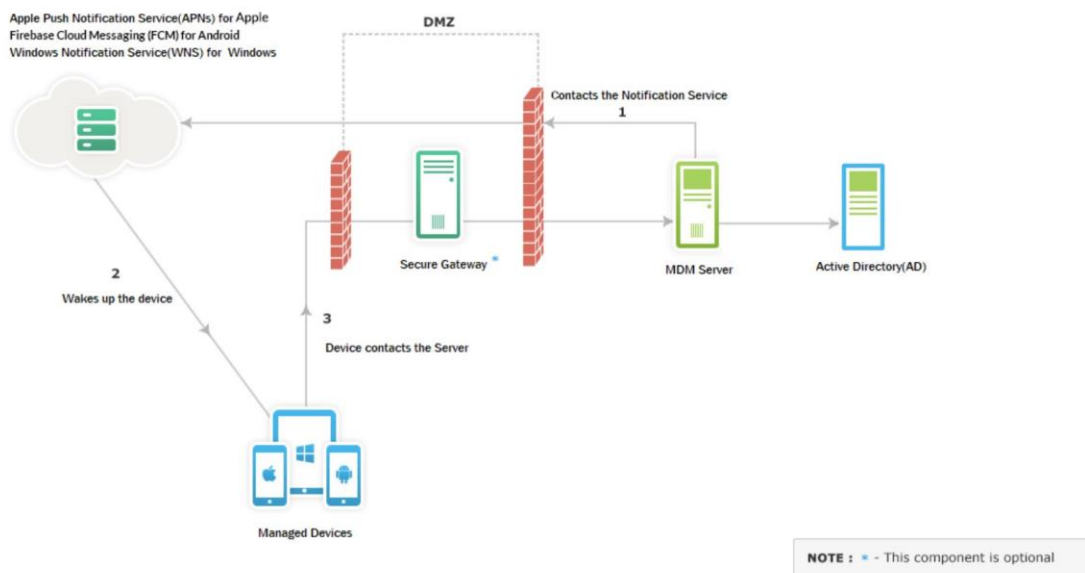 Apple Push Notification Service(APNs) for Apple
Firebase Cloud Messaging (FCM) for Android
Windows Notification Service(WNS) for Windows
DMZ
Contacts the Notification Service
1
Secure Gateway *
MDM Server
Active Directory(AD)
2
Wakes up the device
3
Device contacts the Server
Managed Devices
NOTE : * - This component is optional